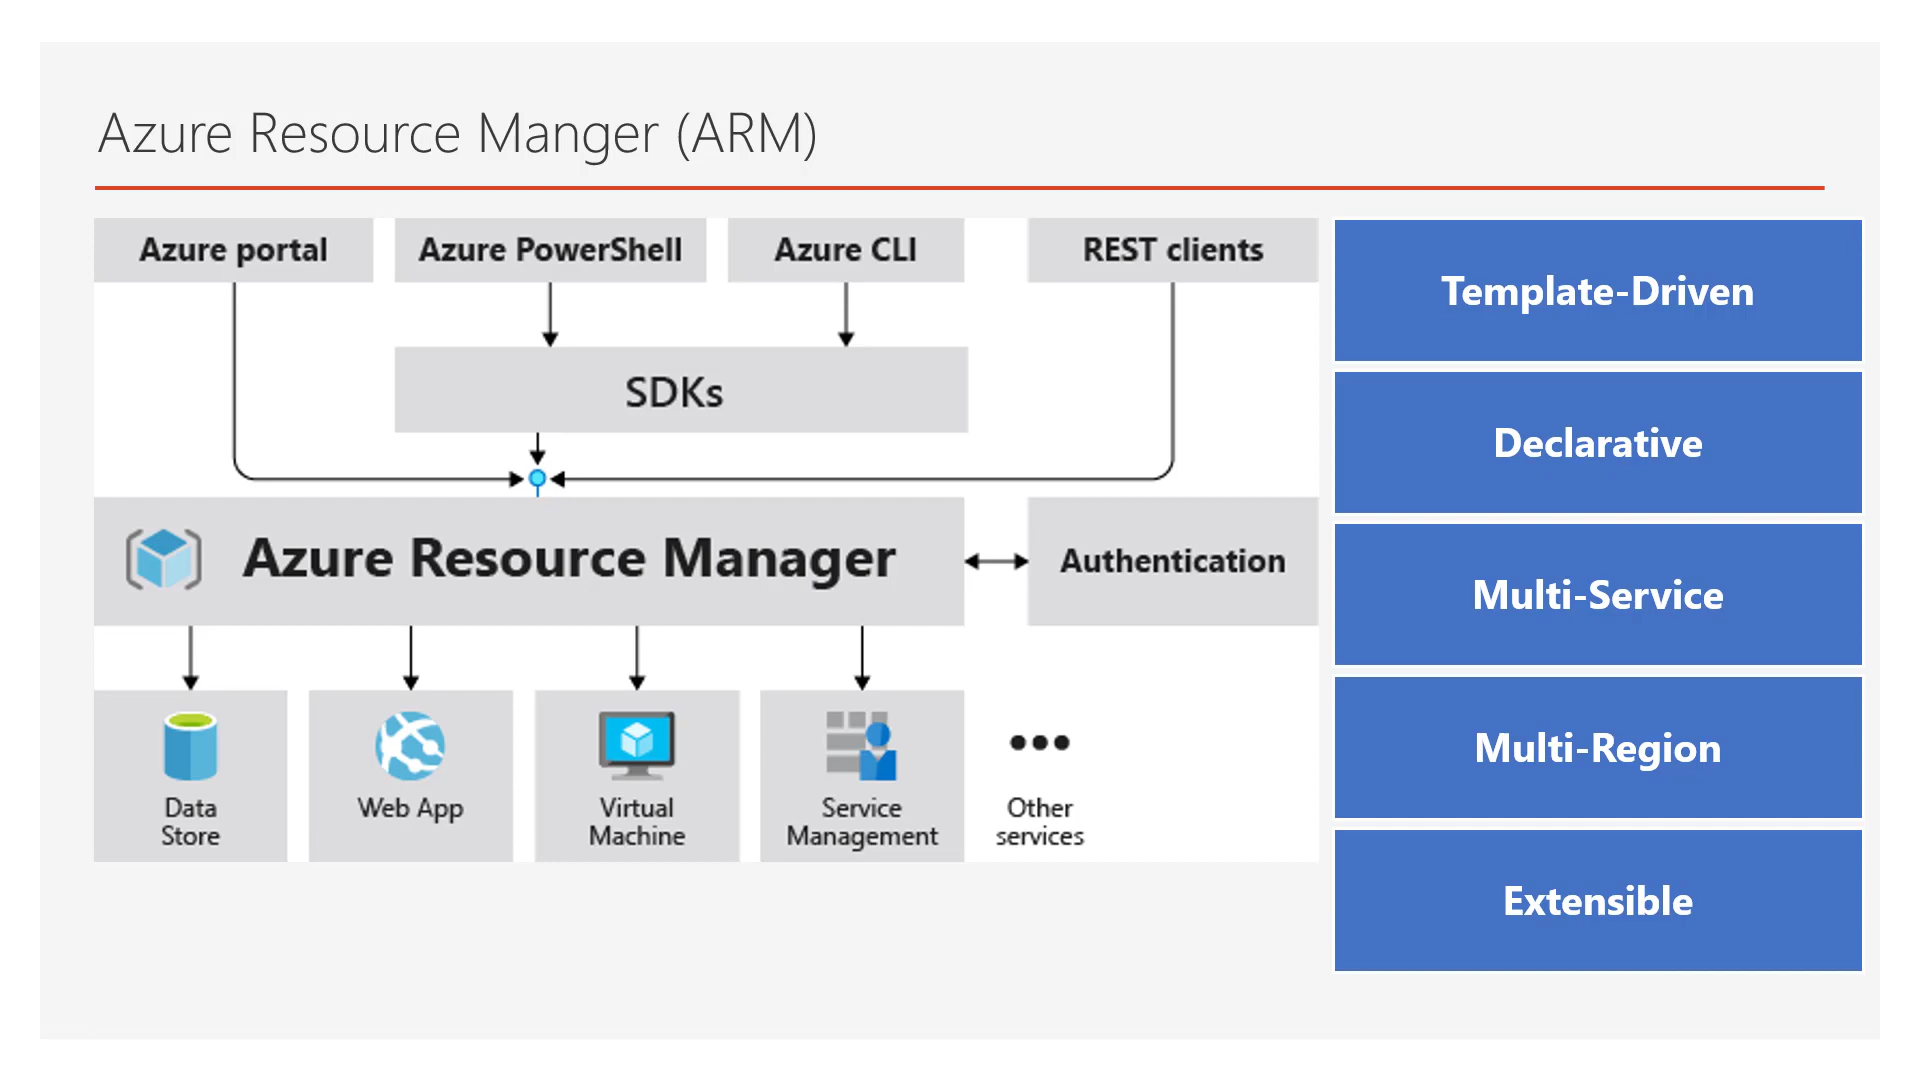 Azure Resource Manger (ARM)
Azure portal
Azure PowerShell
Azure CLI
REST clients
SDKs
Azure Resource Manager
Authentication
Data
Store
Web App
Virtual
Machine
Service
Management
Other
services
Template-Driven
Declarative
Multi-Service
Multi-Region
Extensible